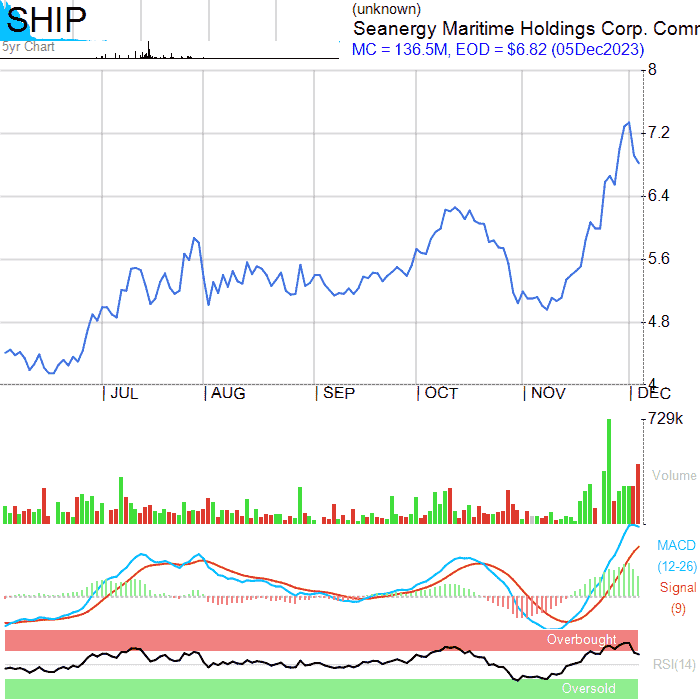 SHIP
(unknown)
Seanergy Maritime Holdings Corp. Comm
5yr Chart
MC = 136.5M, EOD = $6.82 (05Dec2023)
8
7.2
6.4
5.6
4.8
4
JUL AUG SEP OCT NOV DEC
729k
Volume
MACD
(12-26)
Signal
(9)
Overbought
RSI(14)
Oversold